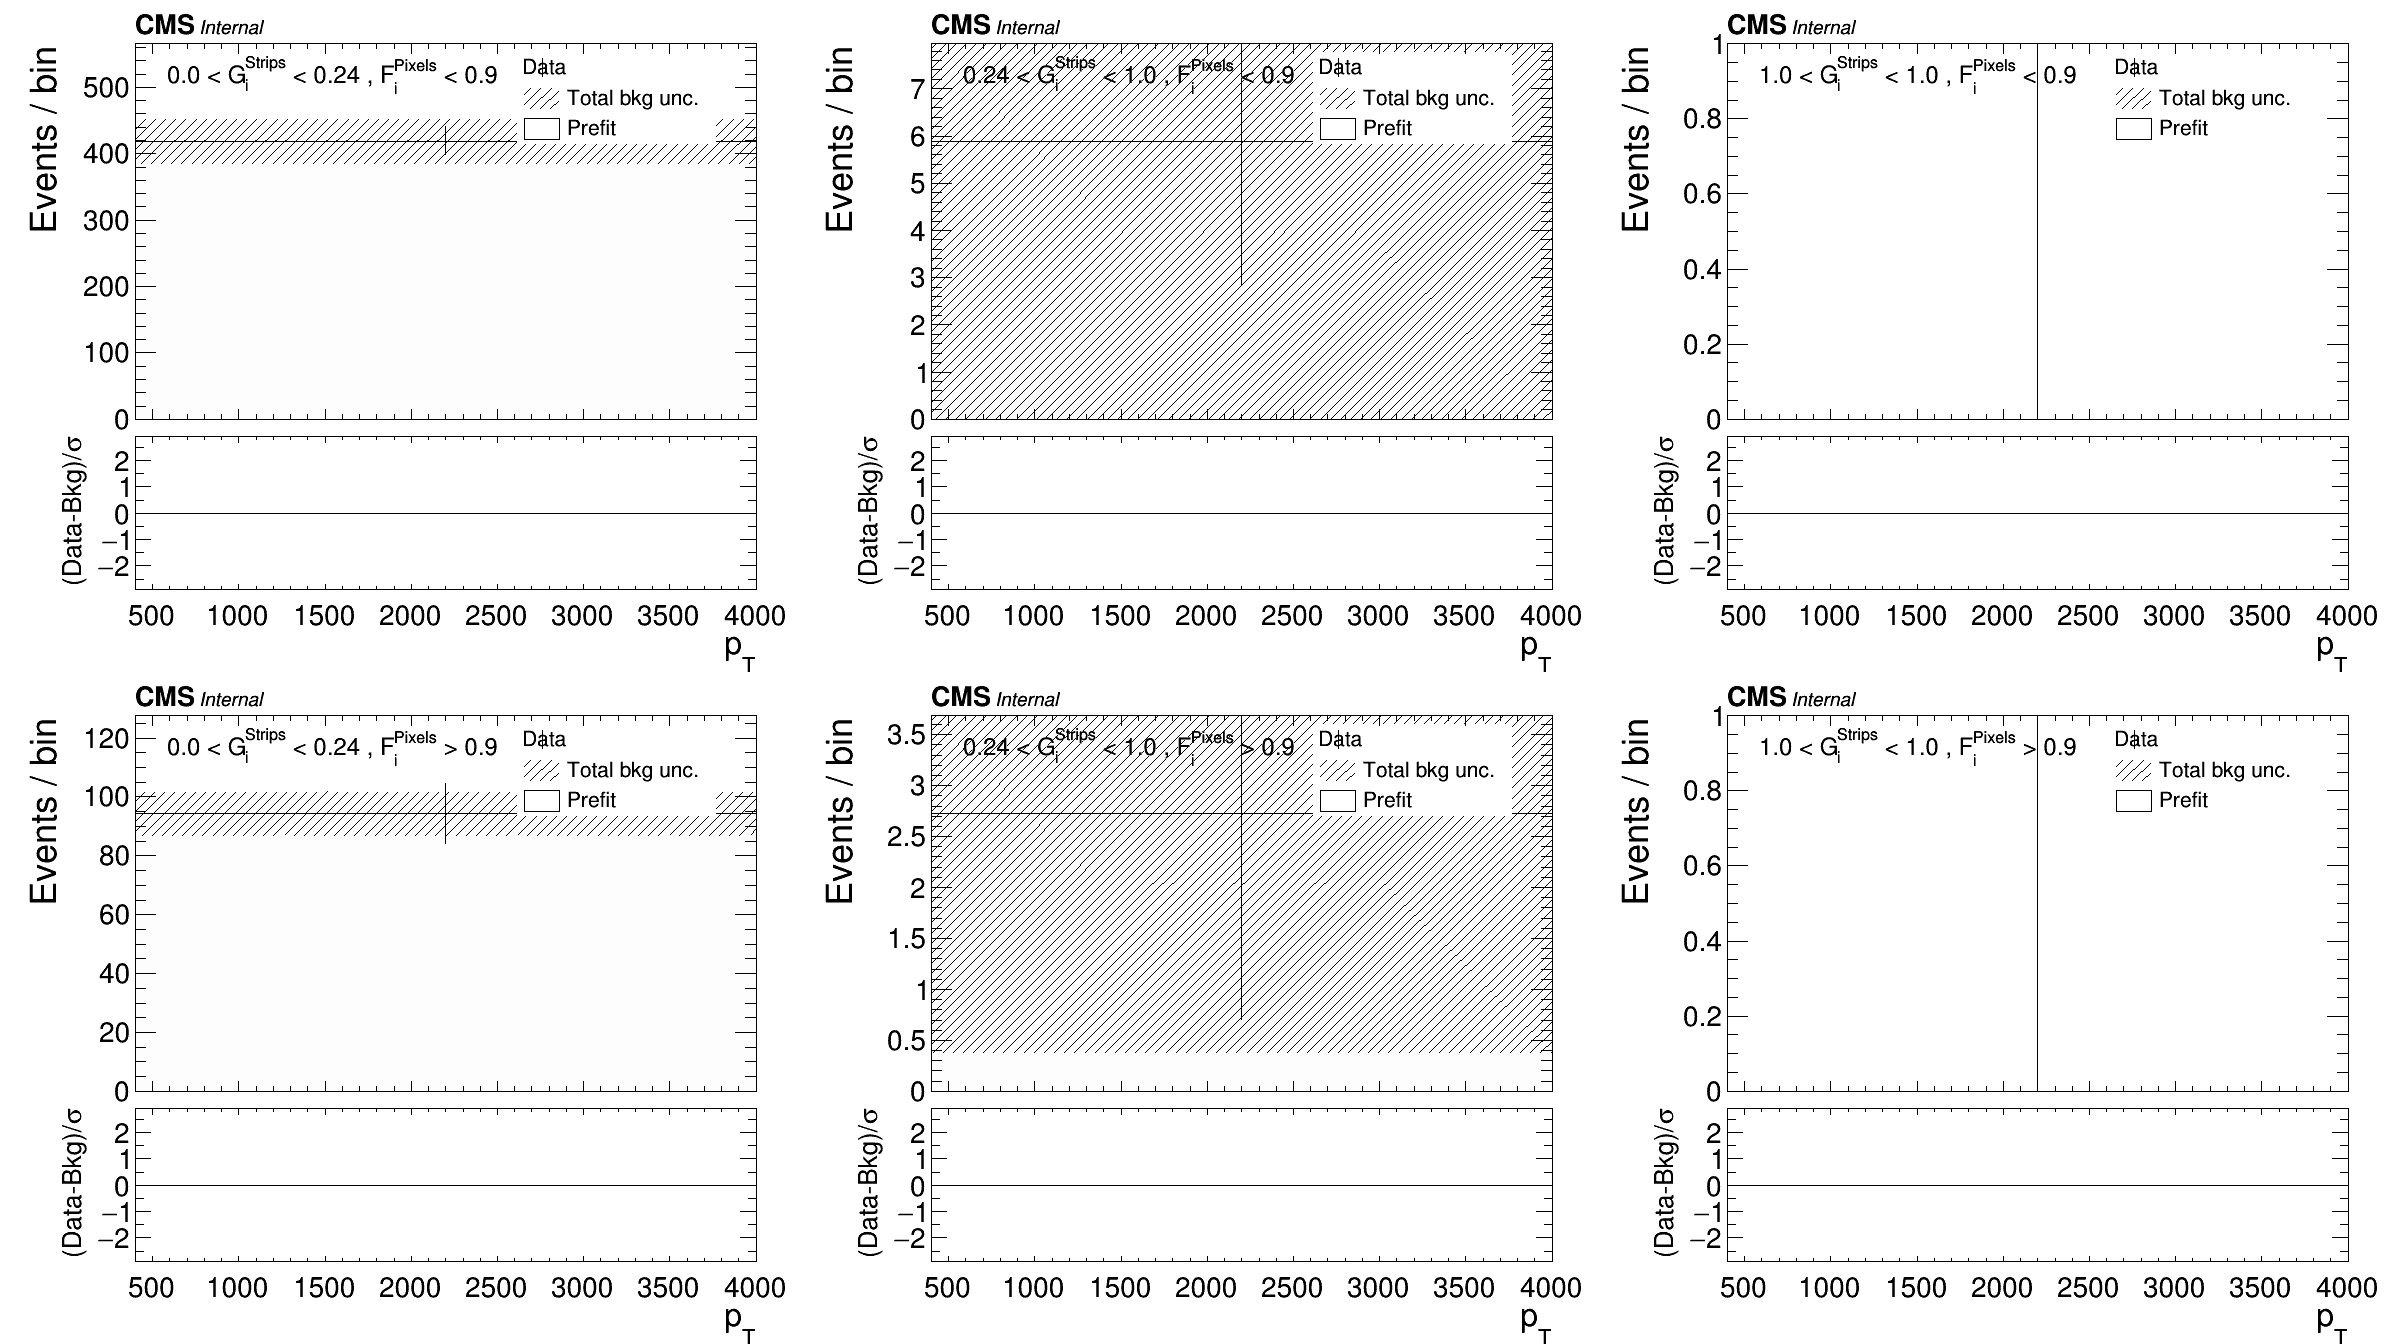 CMS Internal
Events / bin
0.0 < G_i^Strips < 0.24 , F_i^Pixels < 0.9
Data
Total bkg unc.
Prefit
500
400
300
200
100
0
(Data-Bkg)/σ
2
1
0
−1
−2
500 1000 1500 2000 2500 3000 3500 4000
p_T
CMS Internal
Events / bin
0.24 < G_i^Strips < 1.0 , F_i^Pixels < 0.9
Data
Total bkg unc.
Prefit
7
6
5
4
3
2
1
0
(Data-Bkg)/σ
2
1
0
−1
−2
500 1000 1500 2000 2500 3000 3500 4000
p_T
CMS Internal
Events / bin
1.0 < G_i^Strips < 1.0 , F_i^Pixels < 0.9
Data
Total bkg unc.
Prefit
1
0.8
0.6
0.4
0.2
0
(Data-Bkg)/σ
2
1
0
−1
−2
500 1000 1500 2000 2500 3000 3500 4000
p_T
CMS Internal
Events / bin
0.0 < G_i^Strips < 0.24 , F_i^Pixels > 0.9
Data
Total bkg unc.
Prefit
120
100
80
60
40
20
0
(Data-Bkg)/σ
2
1
0
−1
−2
500 1000 1500 2000 2500 3000 3500 4000
p_T
CMS Internal
Events / bin
0.24 < G_i^Strips < 1.0 , F_i^Pixels > 0.9
Data
Total bkg unc.
Prefit
3.5
3
2.5
2
1.5
1
0.5
0
(Data-Bkg)/σ
2
1
0
−1
−2
500 1000 1500 2000 2500 3000 3500 4000
p_T
CMS Internal
Events / bin
1.0 < G_i^Strips < 1.0 , F_i^Pixels > 0.9
Data
Total bkg unc.
Prefit
1
0.8
0.6
0.4
0.2
0
(Data-Bkg)/σ
2
1
0
−1
−2
500 1000 1500 2000 2500 3000 3500 4000
p_T